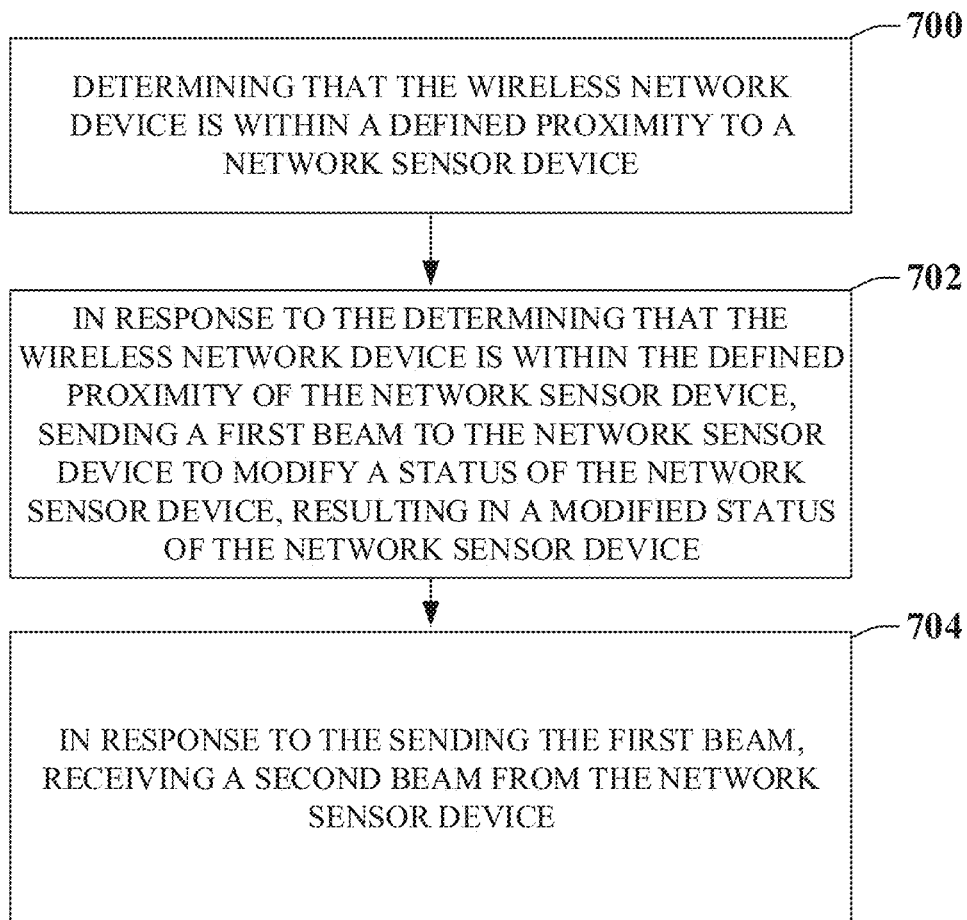 700
DETERMINING THAT THE WIRELESS NETWORK
DEVICE IS WITHIN A DEFINED PROXIMITY TO A
NETWORK SENSOR DEVICE
702
IN RESPONSE TO THE DETERMINING THAT THE
WIRELESS NETWORK DEVICE IS WITHIN THE DEFINED
PROXIMITY OF THE NETWORK SENSOR DEVICE,
SENDING A FIRST BEAM TO THE NETWORK SENSOR
DEVICE TO MODIFY A STATUS OF THE NETWORK
SENSOR DEVICE, RESULTING IN A MODIFIED STATUS
OF THE NETWORK SENSOR DEVICE
704
IN RESPONSE TO THE SENDING THE FIRST BEAM,
RECEIVING A SECOND BEAM FROM THE NETWORK
SENSOR DEVICE